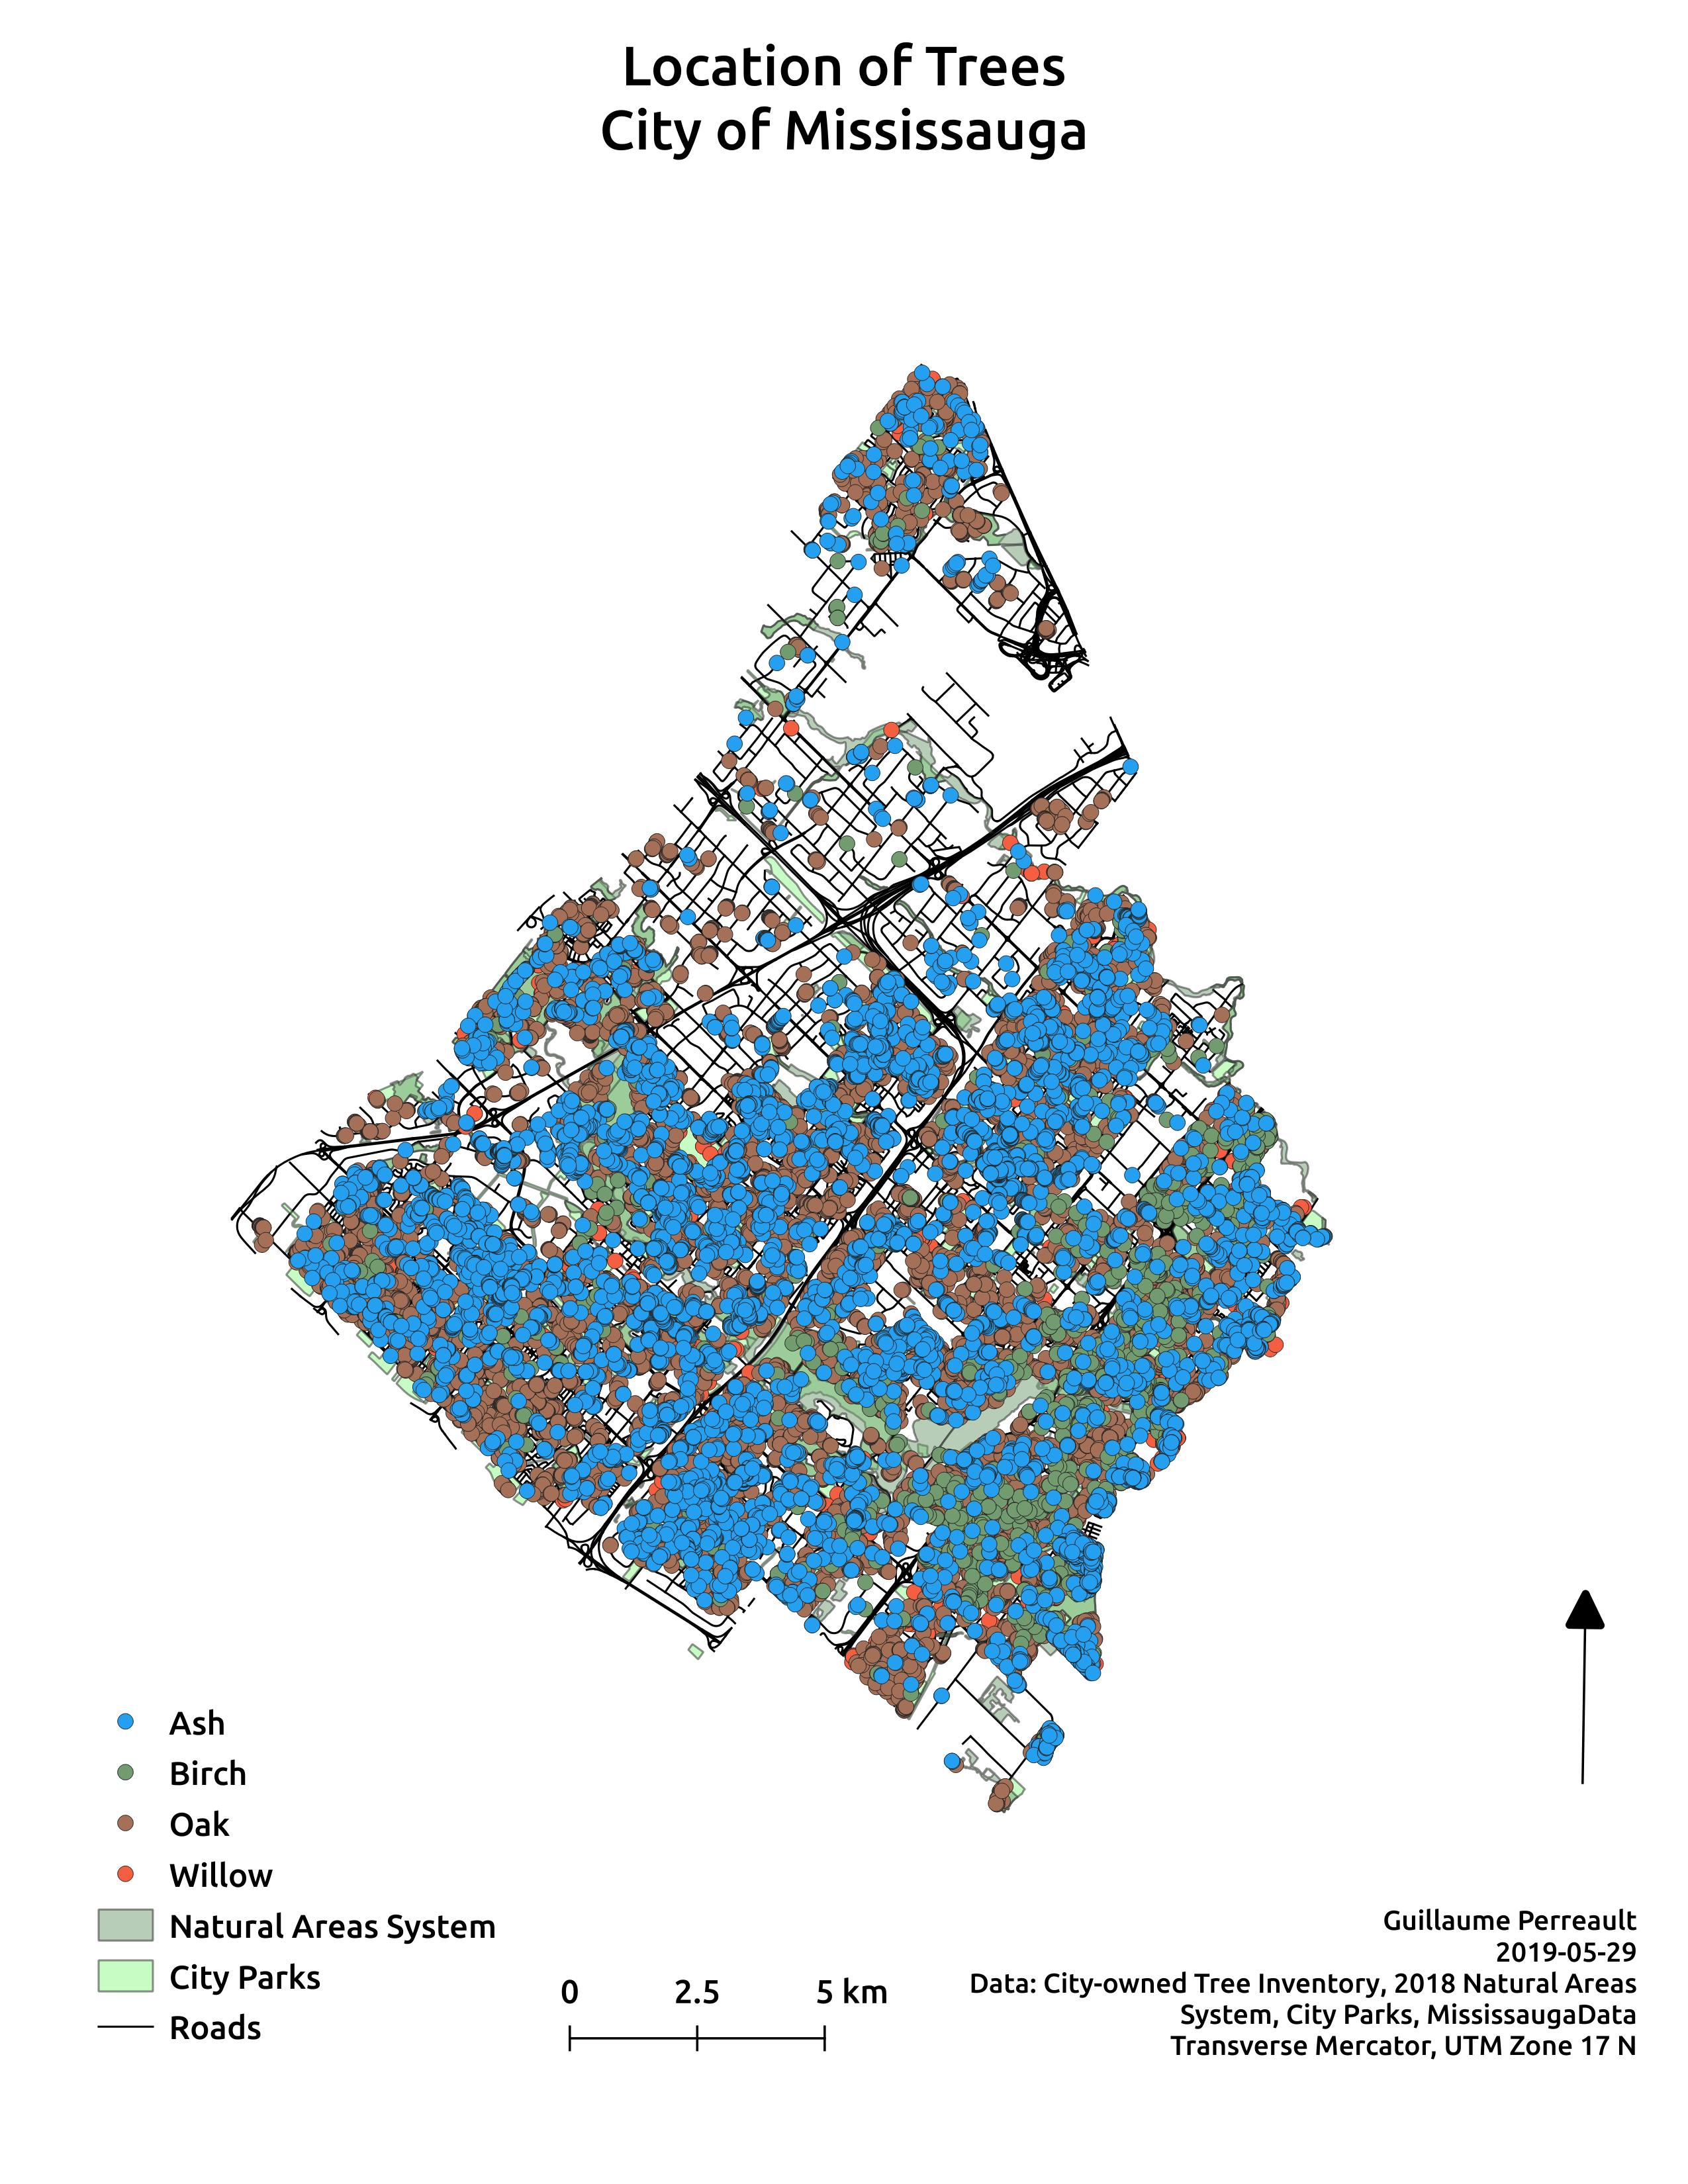 Location of Trees
City of Mississauga
Ash
Birch
Oak
Willow
Natural Areas System
City Parks
Roads
0 2.5 5 km
Guillaume Perreault
2019-05-29
Data: City-owned Tree Inventory, 2018 Natural Areas
System, City Parks, MississaugaData
Transverse Mercator, UTM Zone 17 N